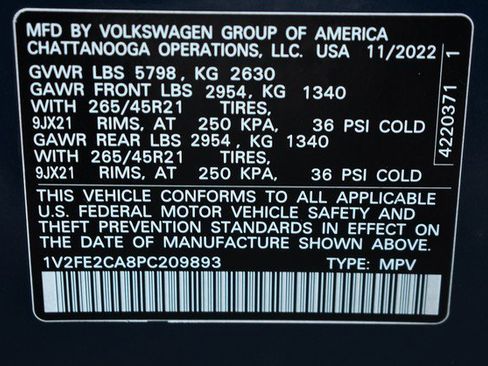 MFD BY VOLKSWAGEN GROUP OF AMERICA
CHATTANOOGA OPERATIONS, LLC. USA 11/2022
GVWR LBS 5798, KG 2630
GAWR FRONT LBS 2954, KG 1340
WITH 265/45R21 TIRES,
9JX21 RIMS, AT 250 KPA, 36 PSI COLD
GAWR REAR LBS 2954, KG 1340
WITH 265/45R21 TIRES,
9JX21 RIMS, AT 250 KPA, 36 PSI COLD
4220371 1
THIS VEHICLE CONFORMS TO ALL APPLICABLE
U.S. FEDERAL MOTOR VEHICLE SAFETY AND
THEFT PREVENTION STANDARDS IN EFFECT ON
THE DATE OF MANUFACTURE SHOWN ABOVE.
1V2FE2CA8PC209893 TYPE: MPV